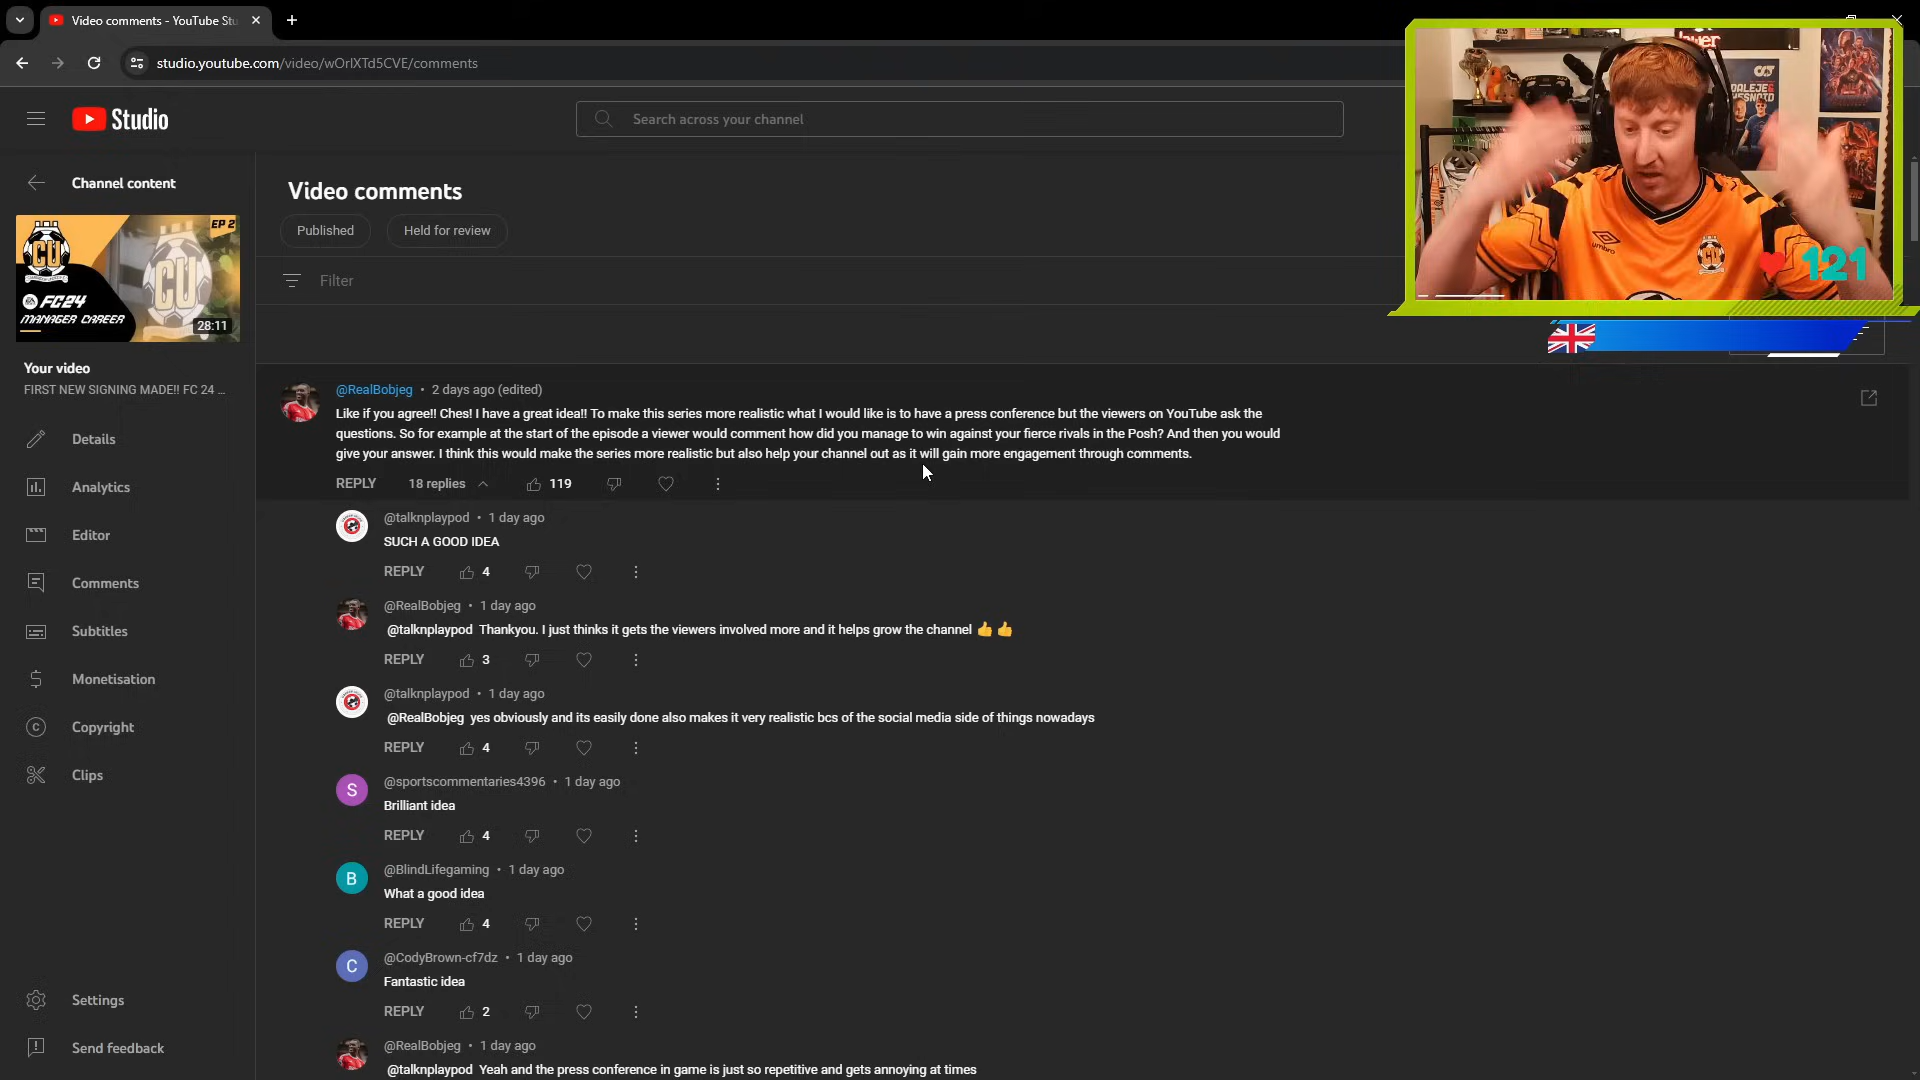 Video comments - YouTube Stu
studio.youtube.com/video/wOrlXTd5CVE/comments
Studio
Search across your channel
Channel content
EP 2
CU
CU
FC24
MANAGER CAREER
28:11
Your video
FIRST NEW SIGNING MADE!! FC 24 ...
Details
Analytics
Editor
Comments
Subtitles
Monetisation
Copyright
Clips
Settings
Send feedback
Video comments
Published
Held for review
Filter
@RealBobjeg • 2 days ago (edited)
Like if you agree!! Ches! I have a great idea!! To make this series more realistic what I would like is to have a press conference but the viewers on YouTube ask the
questions. So for example at the start of the episode a viewer would comment how did you manage to win against your fierce rivals in the Posh? And then you would
give your answer. I think this would make the series more realistic but also help your channel out as it will gain more engagement through comments.
REPLY 18 replies 119
@talknplaypod • 1 day ago
SUCH A GOOD IDEA
REPLY 4
@RealBobjeg • 1 day ago
@talknplaypod Thankyou. I just thinks it gets the viewers involved more and it helps grow the channel 👍👍
REPLY 3
@talknplaypod • 1 day ago
@RealBobjeg yes obviously and its easily done also makes it very realistic bcs of the social media side of things nowadays
REPLY 4
S
@sportscommentaries4396 • 1 day ago
Brilliant idea
REPLY 4
B
@BlindLifegaming • 1 day ago
What a good idea
REPLY 4
C
@CodyBrown-cf7dz • 1 day ago
Fantastic idea
REPLY 2
@RealBobjeg • 1 day ago
@talknplaypod Yeah and the press conference in game is just so repetitive and gets annoying at times
umbro
121